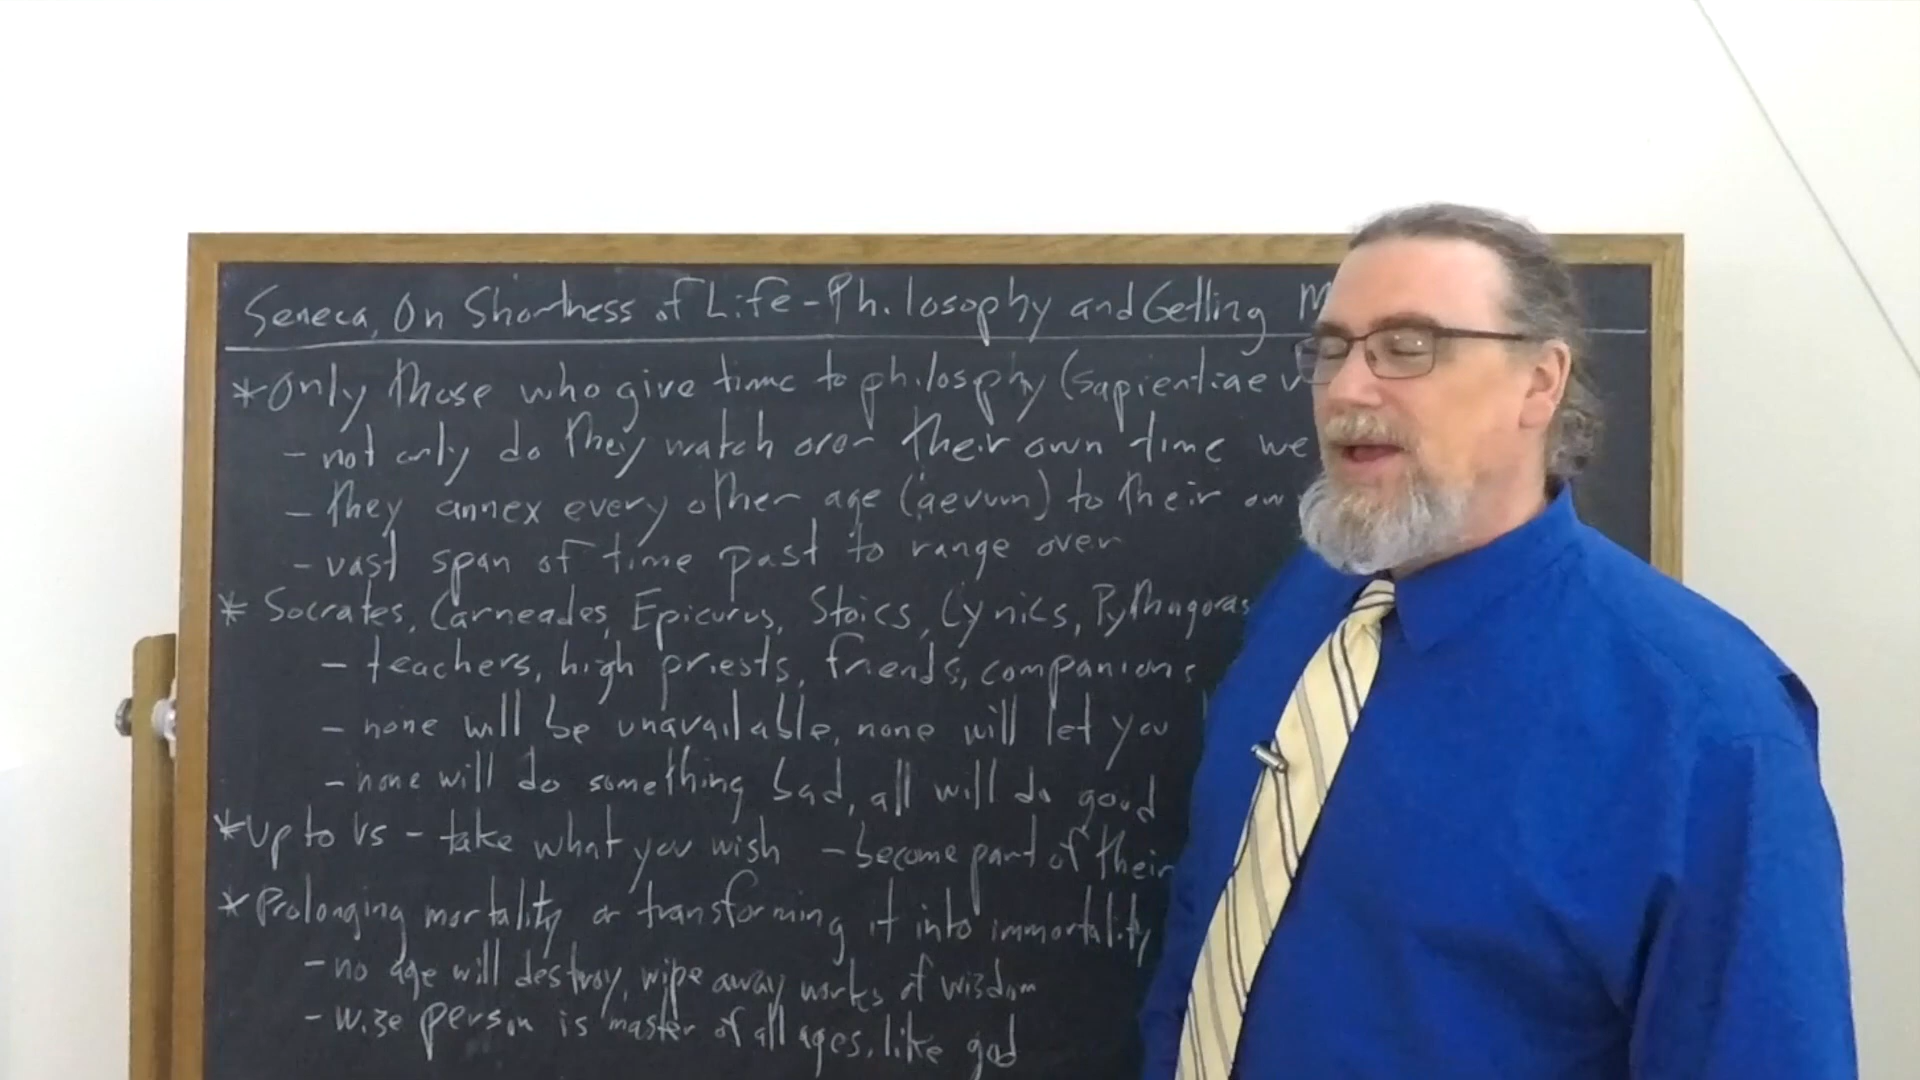 Seneca, On Shortness of Life - Philosophy and Getting
* Only those who give time to philosphy (sapientiae
- not only do they watch over their own time we
- they annex every other age (aevum) to their ow
- vast span of time past to range over
* Socrates, Carneades, Epicurus, Stoics, Cynics, Pythagoras
- teachers, high priests, friends, companions
- none will be unavailable, none will let you
- none will do something bad, all will do good
* Up to us - take what you wish - become part of their
* Prolonging mortality or transforming it into immortality
- no age will destroy, wipe away works of wisdom
- wise person is master of all ages, like god